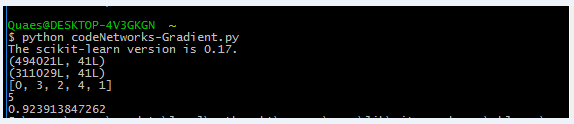 Quaes@DESKTOP-4V3GKGN ~
$ python codeNetworks-Gradient.py
The scikit-learn version is 0.17.
(494021L, 41L)
(311029L, 41L)
[0, 3, 2, 4, 1]
5
0.923913847262